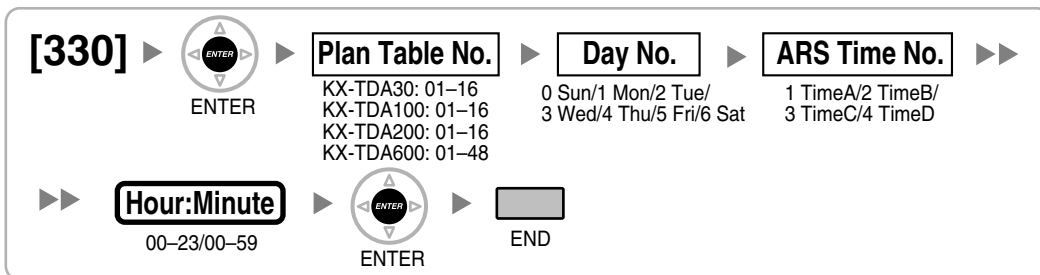 [330] ENTER Plan Table No. Day No. ARS Time No.
ENTER
KX-TDA30: 01–16
KX-TDA100: 01–16
KX-TDA200: 01–16
KX-TDA600: 01–48
0 Sun/1 Mon/2 Tue/
3 Wed/4 Thu/5 Fri/6 Sat
1 TimeA/2 TimeB/
3 TimeC/4 TimeD
Hour:Minute ENTER
00–23/00–59
ENTER
END